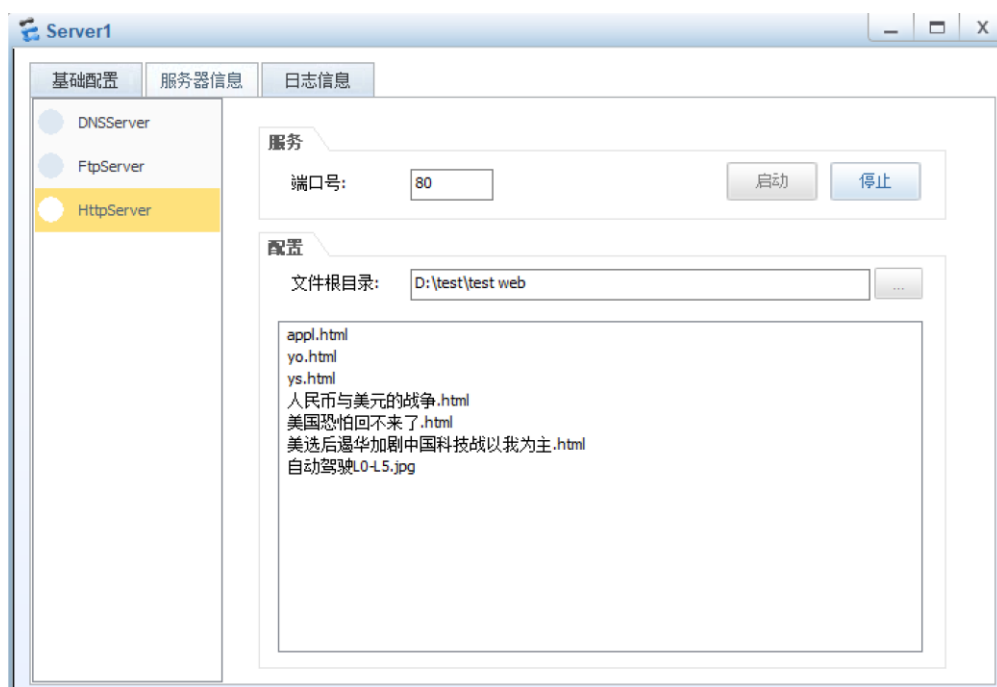 Server1
X
基础配置 服务器信息 日志信息
DNSServer
FtpServer
HttpServer
服务
端口号: 80 启动 停止
配置
文件根目录: D:\test\test web ...
appl.html
yo.html
ys.html
人民币与美元的战争.html
美国恐怕回不来了.html
美选后遏华加剧中国科技战以我为主.html
自动驾驶L0-L5.jpg